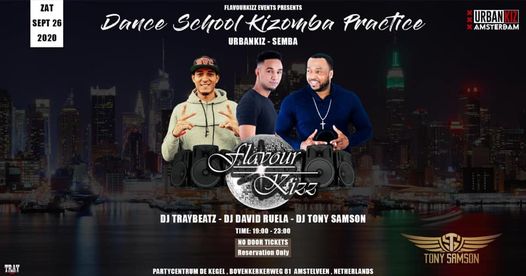 ZAT
SEPT 26
2020
FLAVOURKIZZ EVENTS PRESENTS
Dance School Kizomba Practice
URBANKIZ - SEMBA
URBANKIZ
AMSTERDAM
Flavour
Kizz
DJ TRAYBEATZ - DJ DAVID RUELA - DJ TONY SAMSON
TIME: 19:00 - 23:00
NO DOOR TICKETS
Reservation Only
TONY SAMSON
TRAY
PARTYCENTRUM DE KEGEL , BOVENKERKERWEG 81 AMSTELVEEN , NETHERLANDS